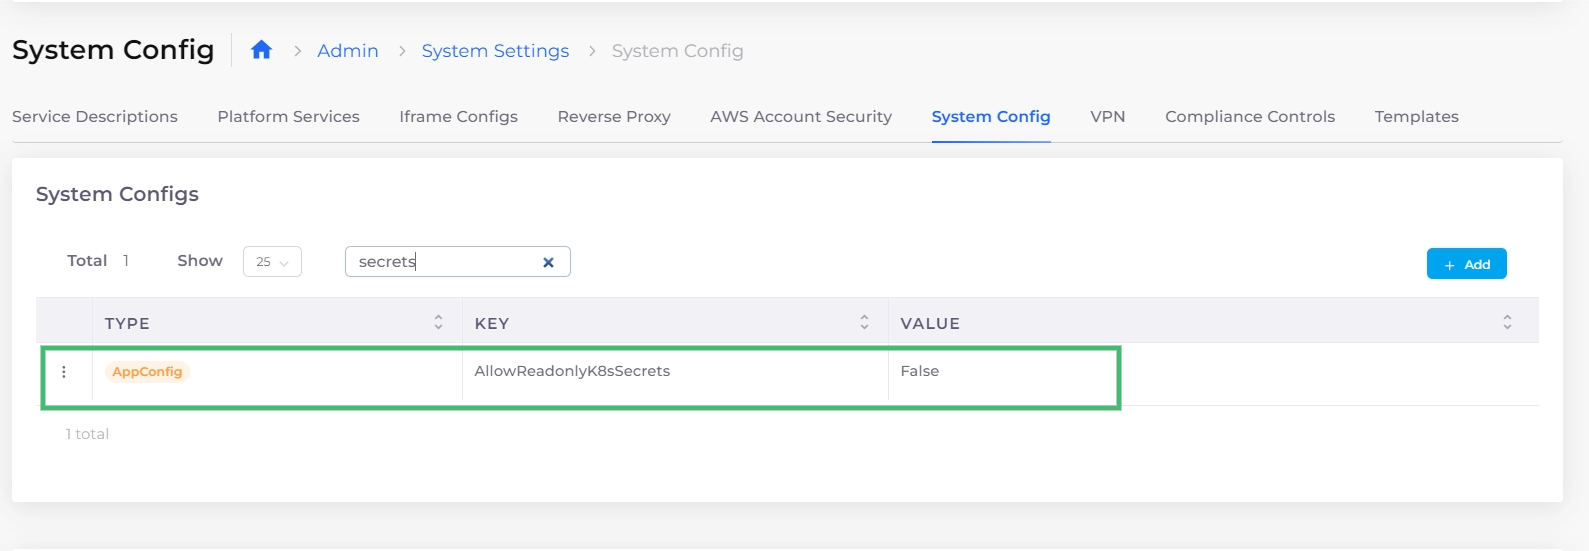 System Config > Admin > System Settings > System Config
Service Descriptions Platform Services Iframe Configs Reverse Proxy AWS Account Security System Config VPN Compliance Controls Templates
System Configs
Total 1 Show 25 secrets + Add
TYPE KEY VALUE
AppConfig AllowReadonlyK8sSecrets False
1 total